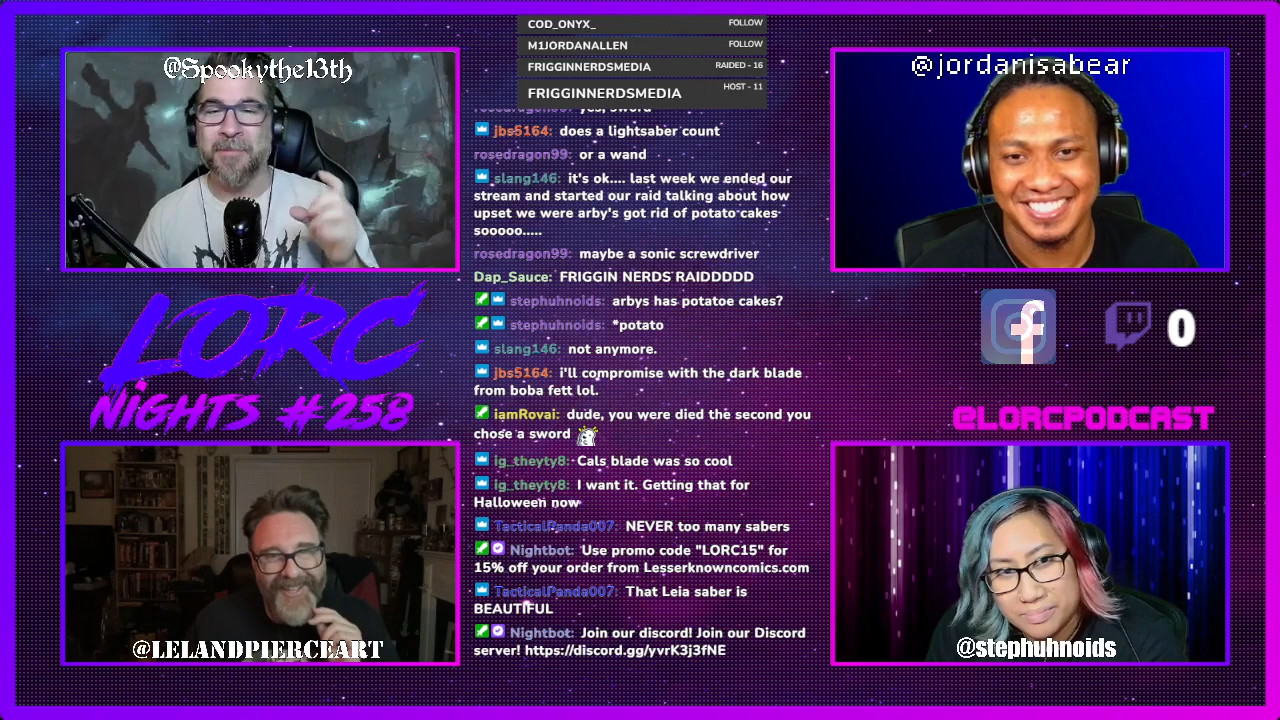 COD_ONYX_ FOLLOW
M1JORDANALLEN FOLLOW
FRIGGINNERDSMEDIA RAIDED - 16
FRIGGINNERDSMEDIA HOST - 11
@Spookythe13th
@jordanisabear
rosedragon99: yes, sword
jbs5164: does a lightsaber count
rosedragon99: or a wand
slang146: it's ok.... last week we ended our
stream and started our raid talking about how
upset we were arby's got rid of potato cakes
sooooo.....
rosedragon99: maybe a sonic screwdriver
Dap_Sauce: FRIGGIN NERDS RAIDDDDD
stephuhnoids: arbys has potatoe cakes?
stephuhnoids: *potato
slang146: not anymore.
jbs5164: i'll compromise with the dark blade
from boba fett lol.
iamRovai: dude, you were died the second you
chose a sword
ig_theyty8: Cals blade was so cool
ig_theyty8: I want it. Getting that for
Halloween now
TacticalPanda007: NEVER too many sabers
Nightbot: Use promo code "LORC15" for
15% off your order from Lesserknowncomics.com
TacticalPanda007: That Leia saber is
BEAUTIFUL
Nightbot: Join our discord! Join our Discord
server! https://discord.gg/yvrK3j3fNE
LORC
NIGHTS #258
0
@LORCPODCAST
@LELANDPIERCEART
@stephuhnoids